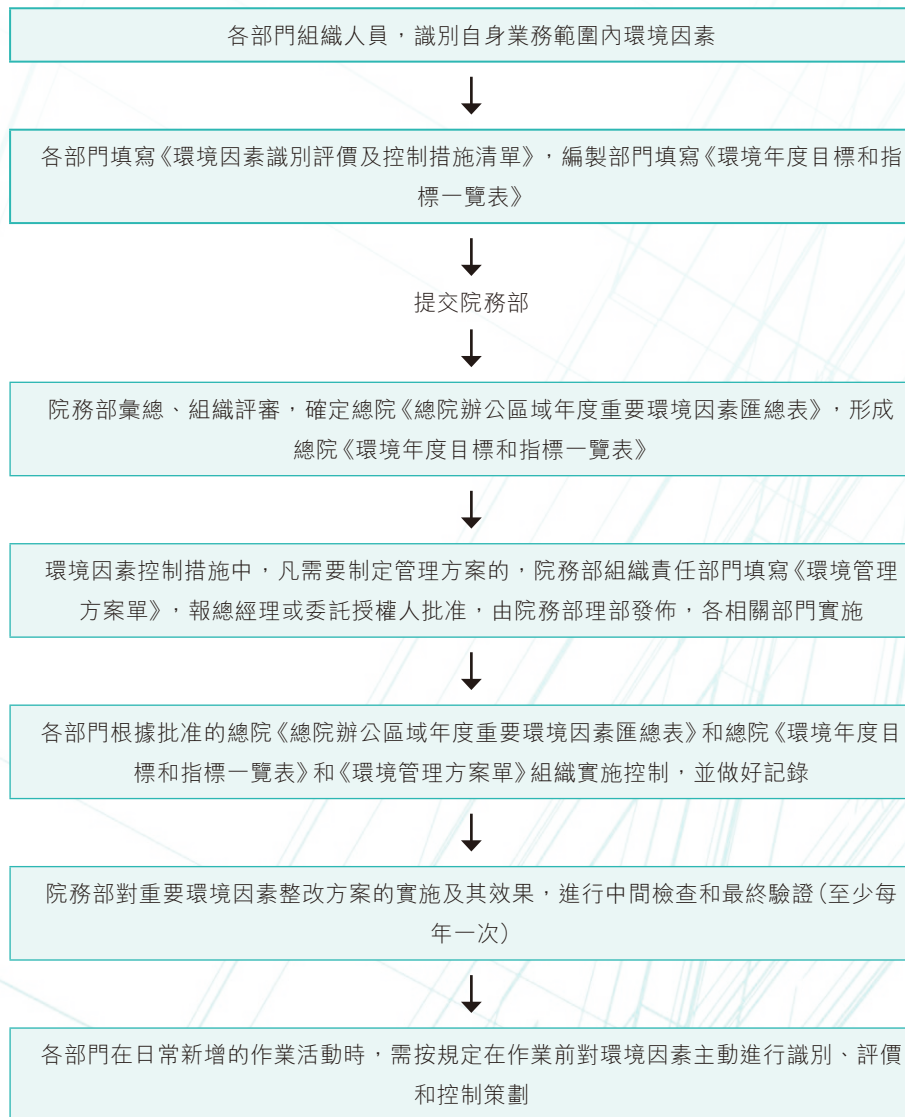 各部門組織人員，識別自身業務範圍內環境因素
各部門填寫《環境因素識別評價及控制措施清單》，編製部門填寫《環境年度目標和指
標一覽表》
提交院務部
院務部彙總、組織評審，確定總院《總院辦公區域年度重要環境因素匯總表》，形成
總院《環境年度目標和指標一覽表》
環境因素控制措施中，凡需要制定管理方案的，院務部組織責任部門填寫《環境管理
方案單》，報總經理或委託授權人批准，由院務部理部發佈，各相關部門實施
各部門根據批准的總院《總院辦公區域年度重要環境因素匯總表》和總院《環境年度目
標和指標一覽表》和《環境管理方案單》組織實施控制，並做好記錄
院務部對重要環境因素整改方案的實施及其效果，進行中間檢查和最終驗證（至少每
年一次）
各部門在日常新增的作業活動時，需按規定在作業前對環境因素主動進行識別、評價
和控制策劃